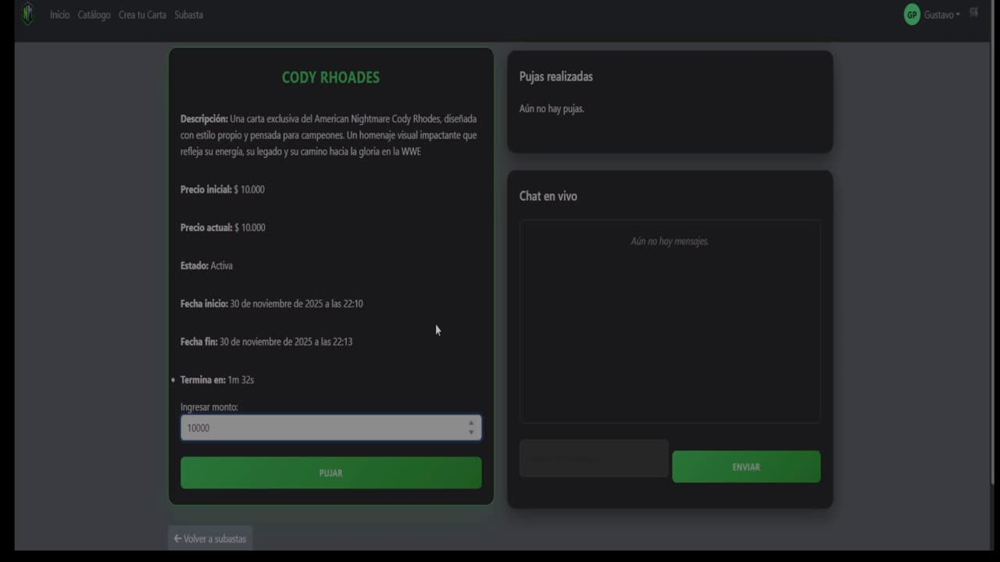 Inicio Catálogo Crea tu Carta Subasta
GP Gustavo
CODY RHOADES
Descripción: Una carta exclusiva del American Nightmare Cody Rhodes, diseñada
con estilo propio y pensada para campeones. Un homenaje visual impactante que
refleja su energía, su legado y su camino hacia la gloria en la WWE
Precio inicial: $ 10.000
Precio actual: $ 10.000
Estado: Activa
Fecha inicio: 30 de noviembre de 2025 a las 22:10
Fecha fin: 30 de noviembre de 2025 a las 22:13
Termina en: 1m 32s
Ingresar monto:
10000
PUJAR
Volver a subastas
Pujas realizadas
Aún no hay pujas.
Chat en vivo
Aún no hay mensajes.
ENVIAR